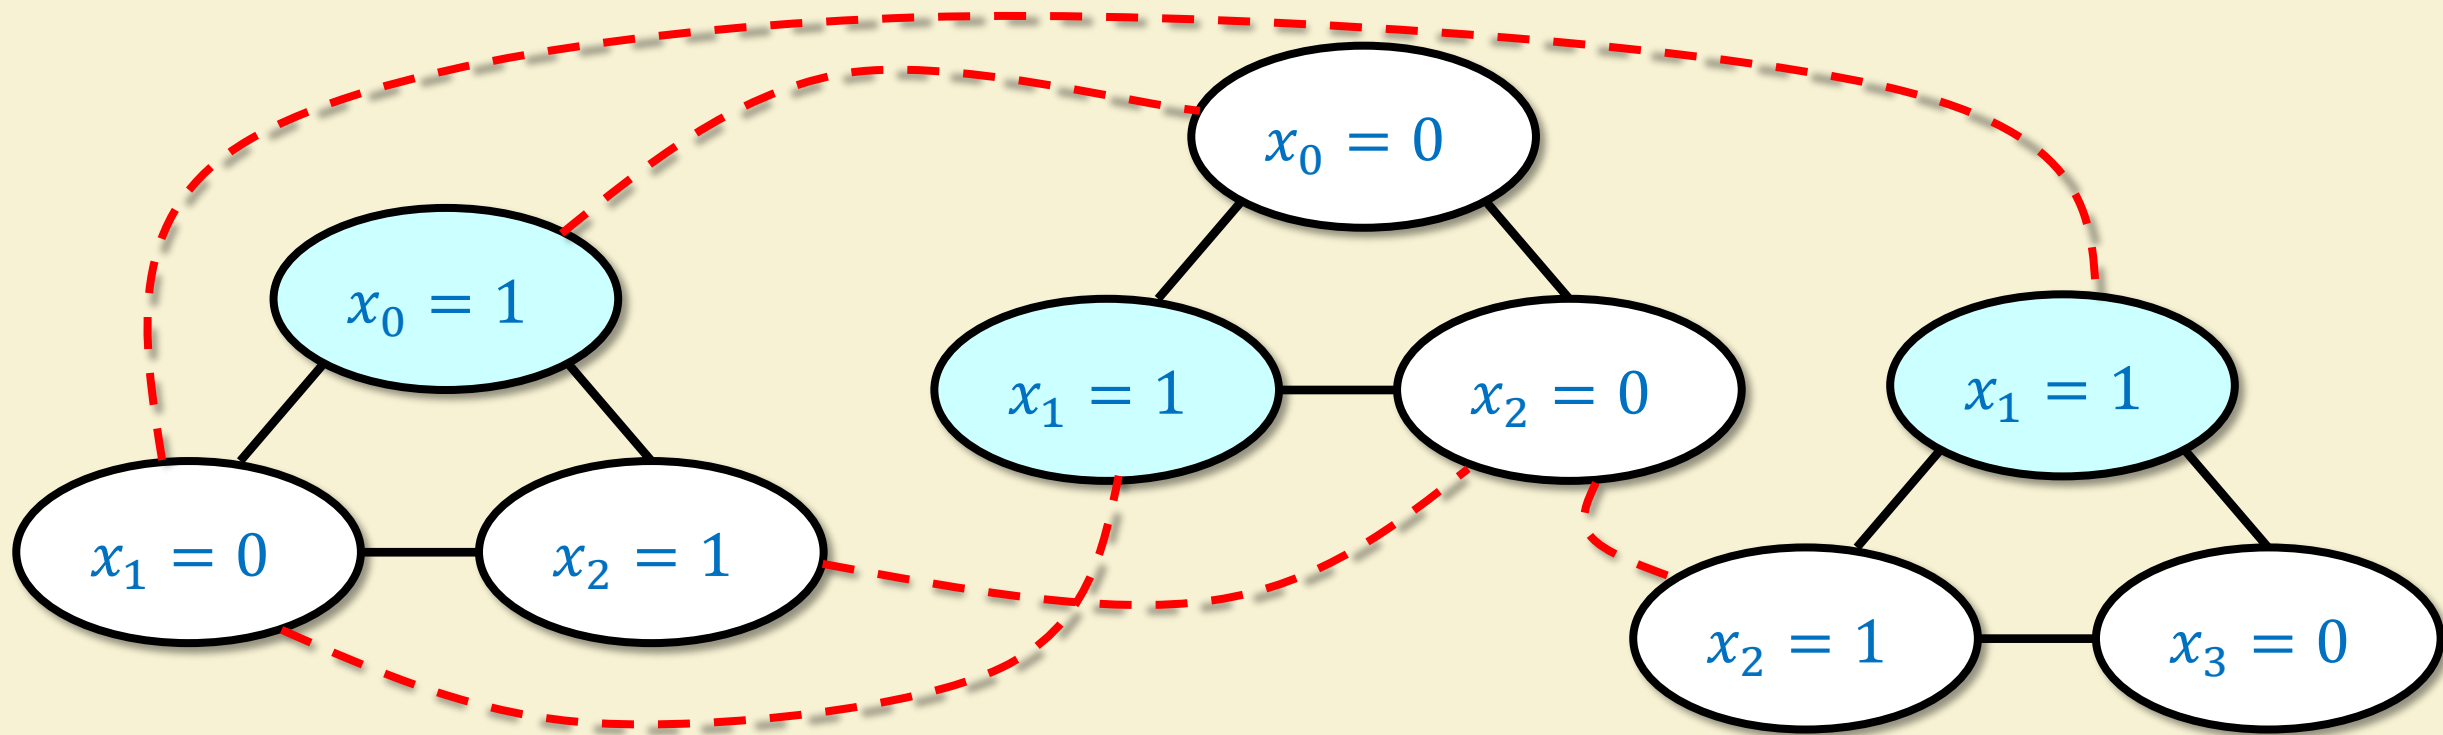 x₀ = 0
x₀ = 1
x₁ = 1
x₂ = 0
x₁ = 1
x₁ = 0
x₂ = 1
x₂ = 1
x₃ = 0